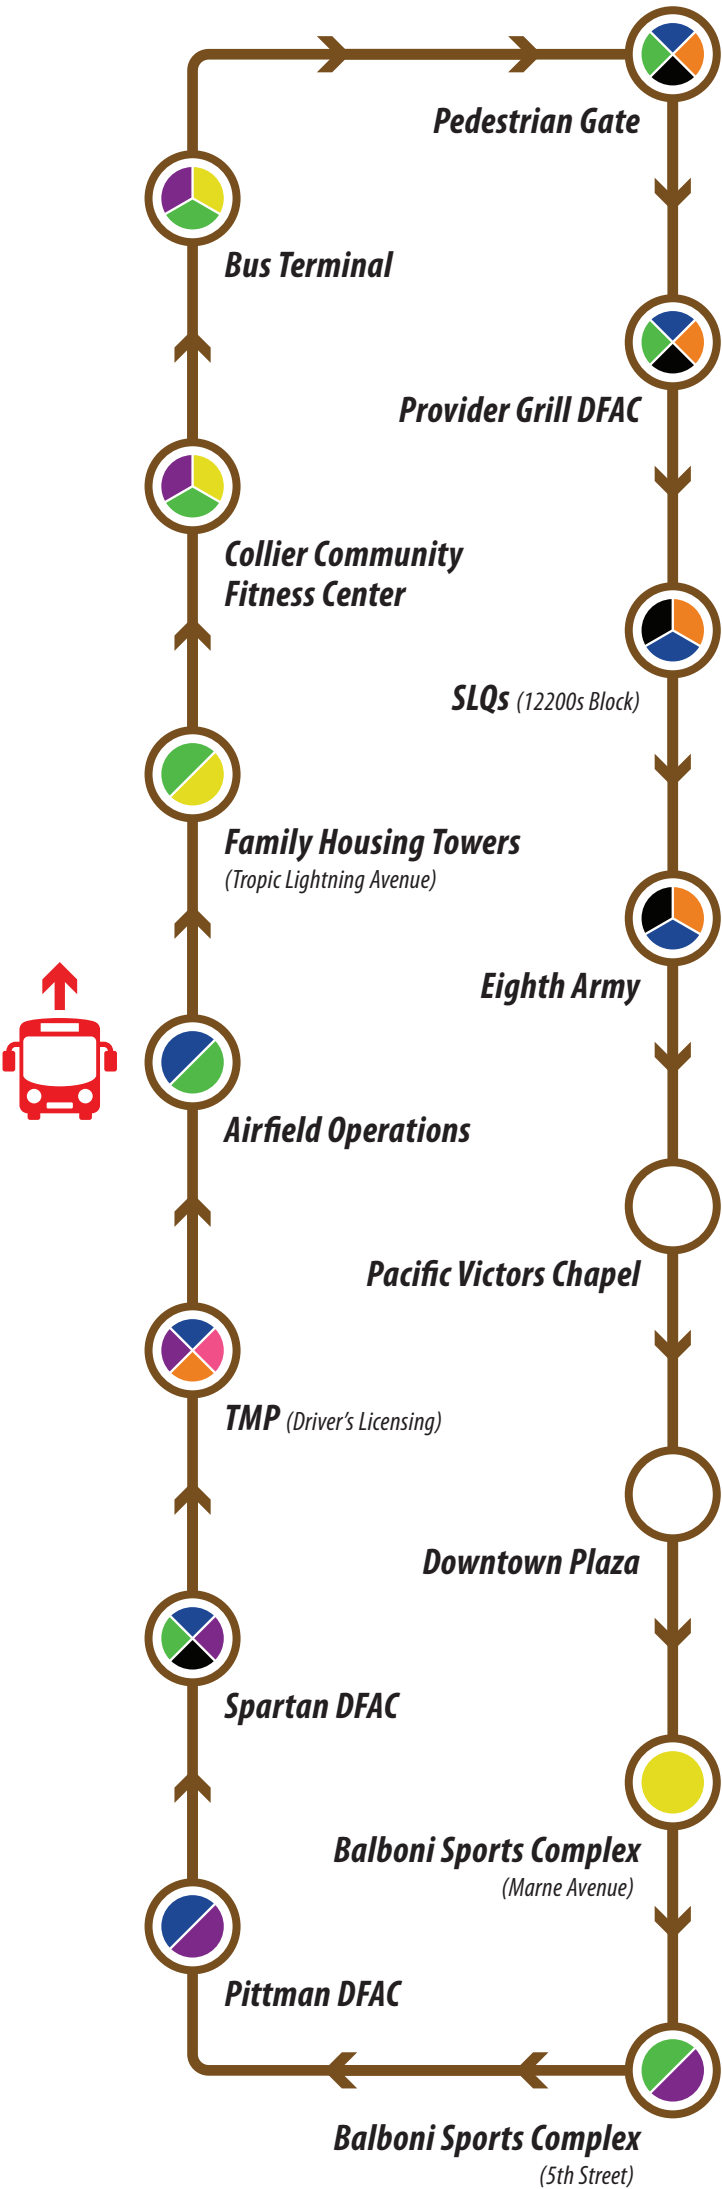 Pedestrian Gate
Bus Terminal
Provider Grill DFAC
Collier Community
Fitness Center
SLQs (12200s Block)
Family Housing Towers
(Tropic Lightning Avenue)
Eighth Army
Airfield Operations
Pacific Victors Chapel
TMP (Driver's Licensing)
Downtown Plaza
Spartan DFAC
Balboni Sports Complex
(Marne Avenue)
Pittman DFAC
Balboni Sports Complex
(5th Street)